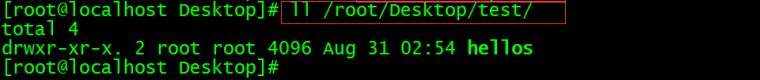 [root@localhost Desktop]# ll /root/Desktop/test/
total 4
drwxr-xr-x. 2 root root 4096 Aug 31 02:54 hellos
[root@localhost Desktop]#